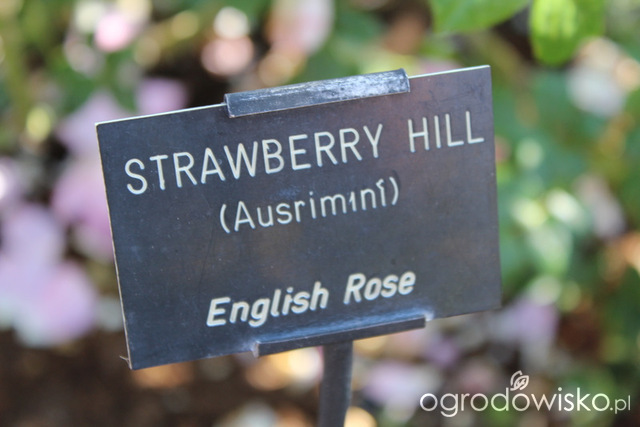 STRAWBERRY HILL
(Ausrimini)
English Rose
ogrodowisko.pl